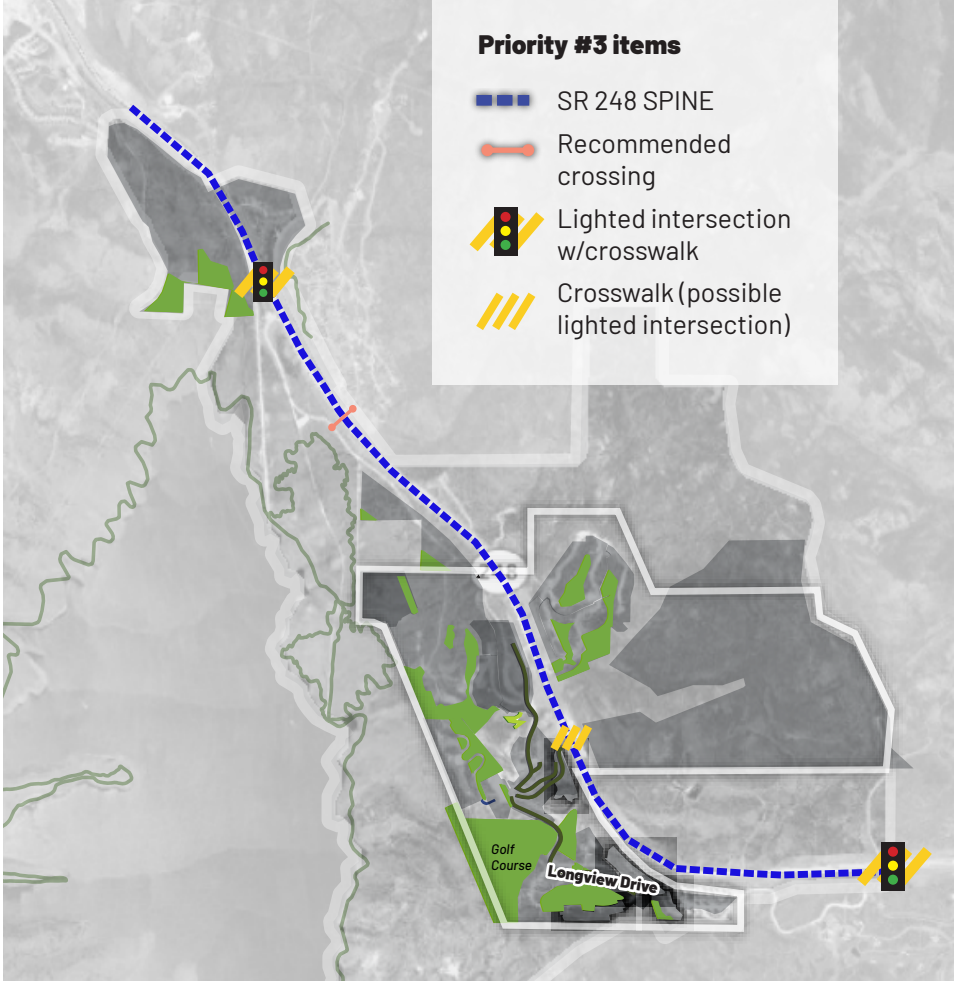 Priority #3 items
SR 248 SPINE
Recommended
crossing
Lighted intersection
w/crosswalk
Crosswalk (possible
lighted intersection)
248
Golf
Course
Longview Drive